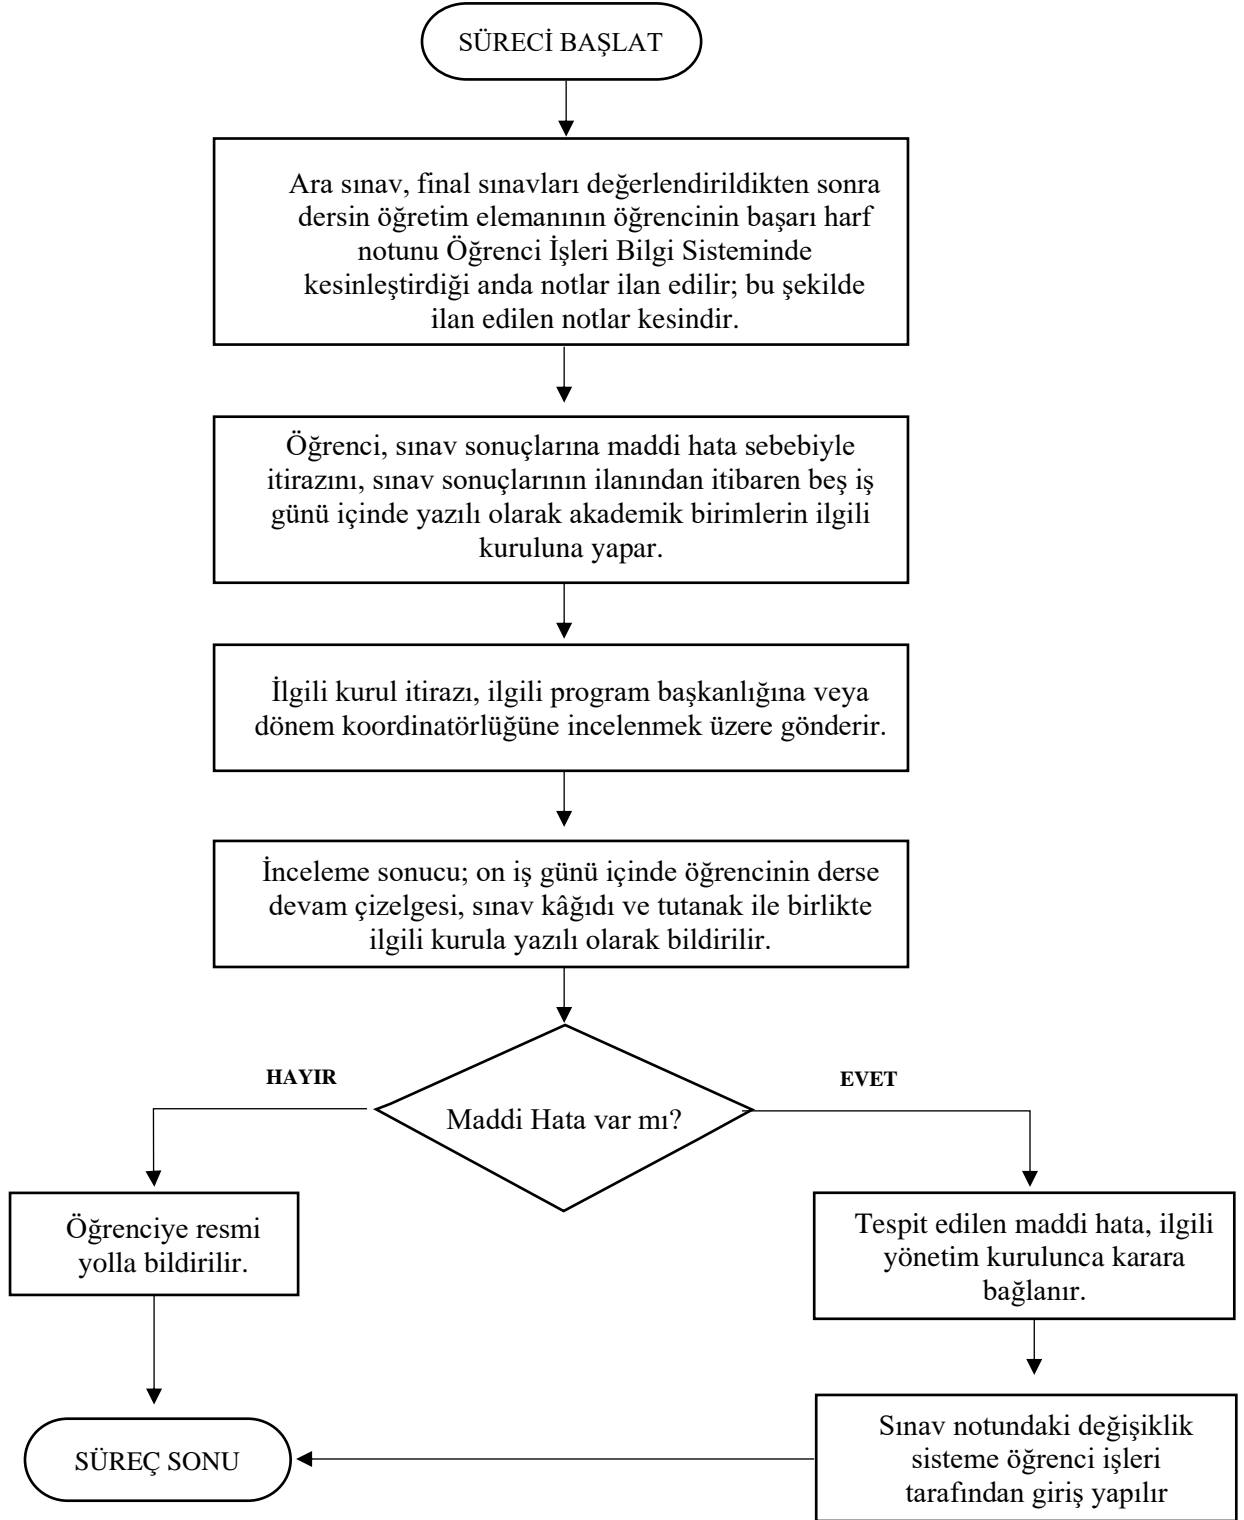 SÜRECİ BAŞLAT
Ara sınav, final sınavları değerlendirildikten sonra
dersin öğretim elemanının öğrencinin başarı harf
notunu Öğrenci İşleri Bilgi Sisteminde
kesinleştirdiği anda notlar ilan edilir; bu şekilde
ilan edilen notlar kesindir.
Öğrenci, sınav sonuçlarına maddi hata sebebiyle
itirazını, sınav sonuçlarının ilanından itibaren beş iş
günü içinde yazılı olarak akademik birimlerin ilgili
kuruluna yapar.
İlgili kurul itirazı, ilgili program başkanlığına veya
dönem koordinatörlüğüne incelenmek üzere gönderir.
İnceleme sonucu; on iş günü içinde öğrencinin derse
devam çizelgesi, sınav kâğıdı ve tutanak ile birlikte
ilgili kurula yazılı olarak bildirilir.
HAYIR
EVET
Maddi Hata var mı?
Öğrenciye resmi
yolla bildirilir.
Tespit edilen maddi hata, ilgili
yönetim kurulunca karara
bağlanır.
SÜREÇ SONU
Sınav notundaki değişiklik
sisteme öğrenci işleri
tarafından giriş yapılır